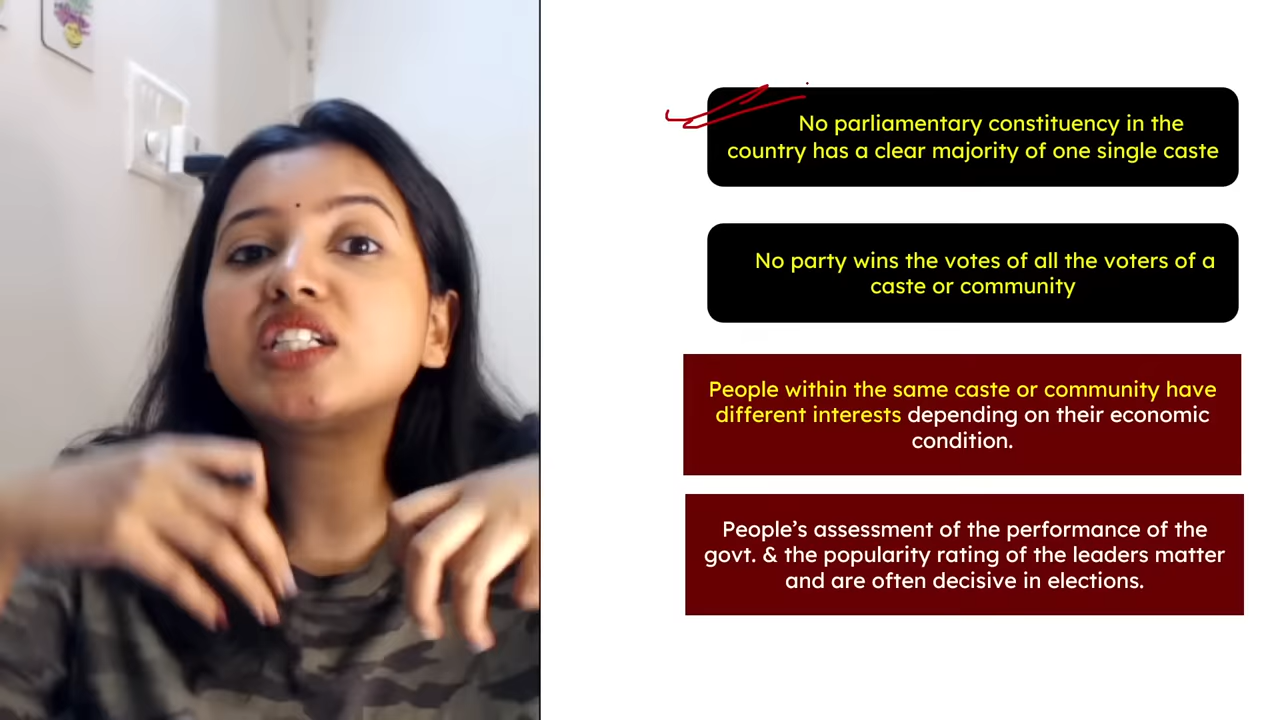 No parliamentary constituency in the
country has a clear majority of one single caste
No party wins the votes of all the voters of a
caste or community
People within the same caste or community have
different interests depending on their economic
condition.
People’s assessment of the performance of the
govt. & the popularity rating of the leaders matter
and are often decisive in elections.